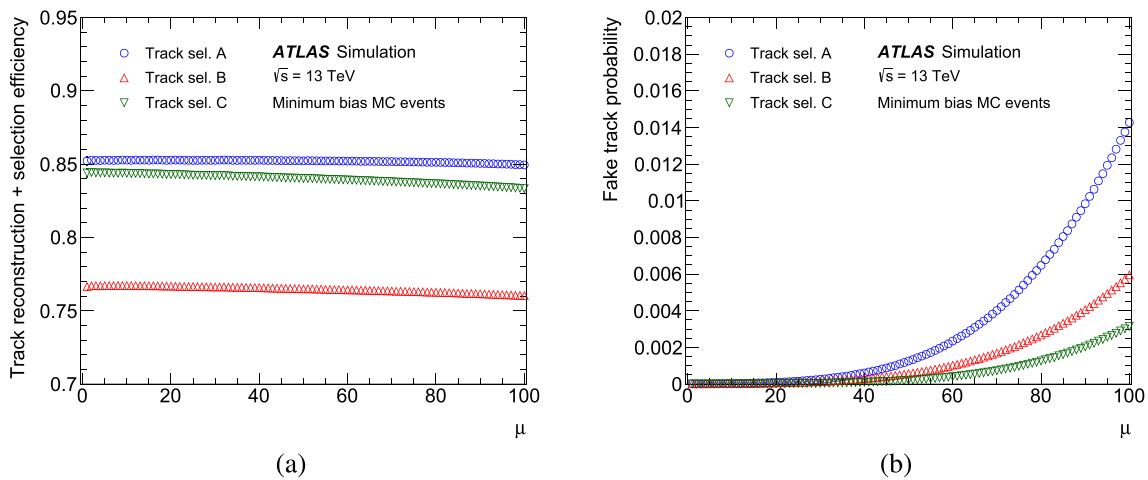 Track reconstruction + selection efficiency
0.95
0.9
0.85
0.8
0.75
0.7
Track sel. A
Track sel. B
Track sel. C
ATLAS Simulation
√s = 13 TeV
Minimum bias MC events
0 20 40 60 80 100
μ
(a)
Fake track probability
0.02
0.018
0.016
0.014
0.012
0.01
0.008
0.006
0.004
0.002
0
Track sel. A
Track sel. B
Track sel. C
ATLAS Simulation
√s = 13 TeV
Minimum bias MC events
0 20 40 60 80 100
μ
(b)